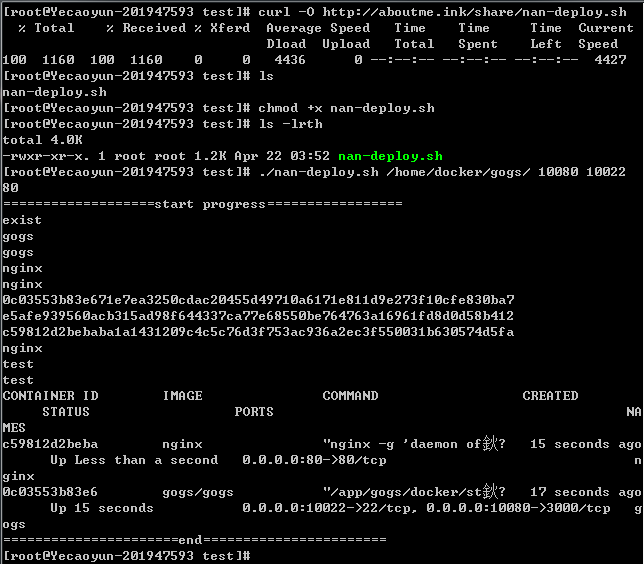 [root@Yecaoyun-201947593 test]# curl -O http://aboutme.ink/share/nan-deploy.sh
  % Total    % Received % Xferd  Average Speed   Time    Time     Time  Current
                                 Dload  Upload   Total   Spent    Left  Speed
100  1160  100  1160    0     0   4436      0 --:--:-- --:--:-- --:--:--  4427
[root@Yecaoyun-201947593 test]# ls
nan-deploy.sh
[root@Yecaoyun-201947593 test]# chmod +x nan-deploy.sh
[root@Yecaoyun-201947593 test]# ls -lrth
total 4.0K
-rwxr-xr-x. 1 root root 1.2K Apr 22 03:52 nan-deploy.sh
[root@Yecaoyun-201947593 test]# ./nan-deploy.sh /home/docker/gogs/ 10080 10022
80
===================start progress=================
exist
gogs
gogs
nginx
nginx
0c03553b83e671e7ea3250cdac20455d49710a6171e811d9e273f10cfe830ba7
e5afe939560acb315ad98f644337ca77e68550be764763a16961fd8d0d58b412
c59812d2bebaba1a1431209c4c5c76d3f753ac936a2ec3f550031b630574d5fa
nginx
test
test
CONTAINER ID        IMAGE               COMMAND                  CREATED
     STATUS                  PORTS                                            NA
MES
c59812d2beba        nginx               "nginx -g 'daemon of鈥?   15 seconds ago
      Up Less than a second   0.0.0.0:80->80/tcp                               n
ginx
0c03553b83e6        gogs/gogs           "/app/gogs/docker/st鈥?   17 seconds ago
      Up 15 seconds           0.0.0.0:10022->22/tcp, 0.0.0.0:10080->3000/tcp   g
ogs
======================end=======================
[root@Yecaoyun-201947593 test]#